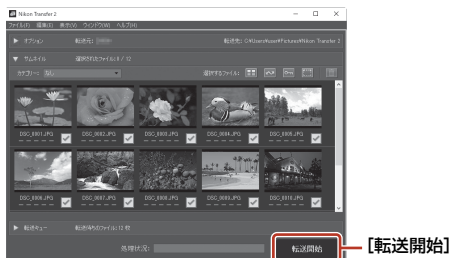 Nikon Transfer 2
ファイル(F) 編集(E) 表示(V) ウィンドウ(W) ヘルプ(H)
オプション 転送元: 転送先: C:¥Users¥user¥Pictures¥Nikon Transfer 2
サムネイル 選択されたファイル: 1 / 12
カテゴリー: なし 選択するファイル:
DSC_0001.JPG DSC_0002.JPG DSC_0003.JPG DSC_0004.JPG DSC_0005.JPG
DSC_0006.JPG DSC_0007.JPG DSC_0008.JPG DSC_0009.JPG DSC_0010.JPG
転送キュー 転送待ちのファイル: 12 枚
処理状況: 転送開始
[転送開始]